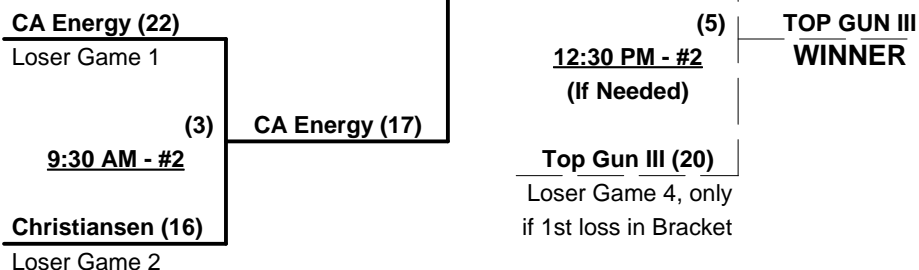 CA Energy (22)
Loser Game 1
(3)
9:30 AM - #2
CA Energy (17)
Christiansen (16)
Loser Game 2
(5)
12:30 PM - #2
(If Needed)
TOP GUN III
WINNER
Top Gun III (20)
Loser Game 4, only
if 1st loss in Bracket